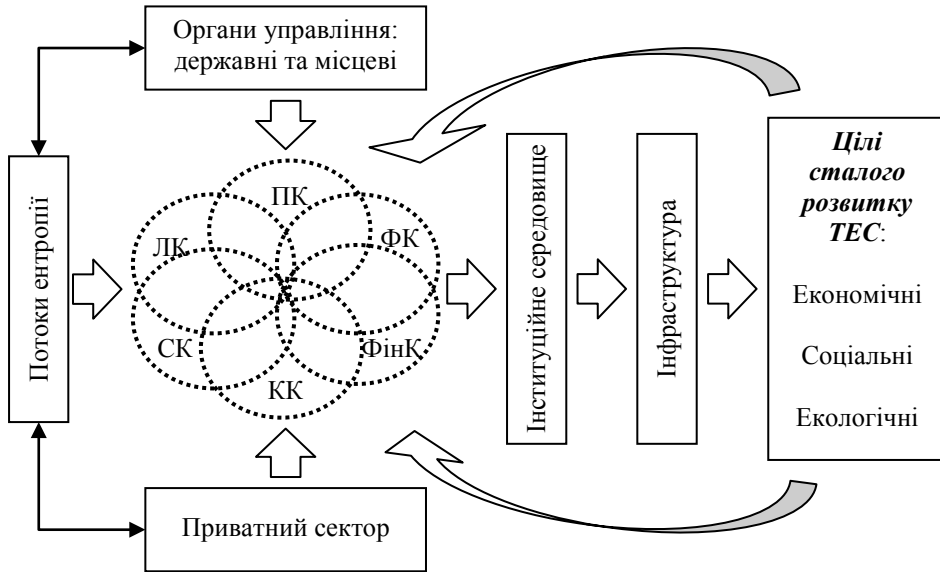 Органи управління:
державні та місцеві
Потоки ентропії
ПК
ЛК
ФК
СК
ФінК
КК
Інституційне середовище
Інфраструктура
Цілі
сталого
розвитку
ТЕС:
Економічні
Соціальні
Екологічні
Приватний сектор